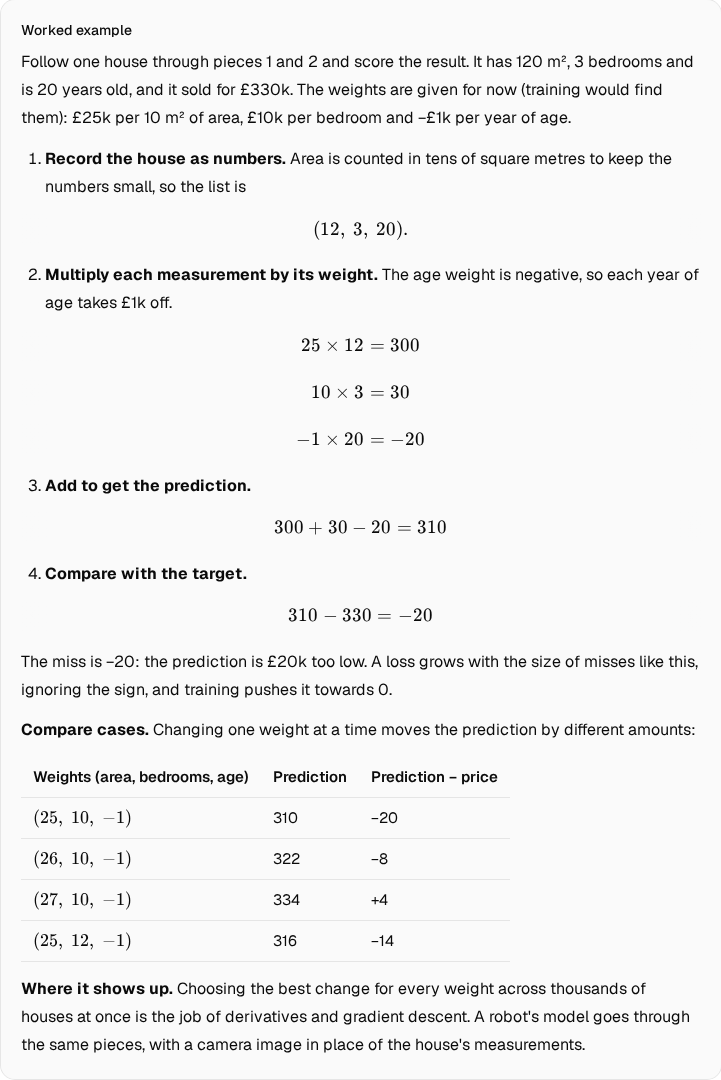 Worked example
Follow one house through pieces 1 and 2 and score the result. It has 120 m², 3 bedrooms and
is 20 years old, and it sold for £330k. The weights are given for now (training would find
them): £25k per 10 m² of area, £10k per bedroom and −£1k per year of age.
1. Record the house as numbers. Area is counted in tens of square metres to keep the
numbers small, so the list is
(12, 3, 20).
2. Multiply each measurement by its weight. The age weight is negative, so each year of
age takes £1k off.
25 × 12 = 300
10 × 3 = 30
−1 × 20 = −20
3. Add to get the prediction.
300 + 30 − 20 = 310
4. Compare with the target.
310 − 330 = −20
The miss is −20: the prediction is £20k too low. A loss grows with the size of misses like this,
ignoring the sign, and training pushes it towards 0.
Compare cases. Changing one weight at a time moves the prediction by different amounts:
Weights (area, bedrooms, age) Prediction Prediction − price
(25, 10, −1) 310 −20
(26, 10, −1) 322 −8
(27, 10, −1) 334 +4
(25, 12, −1) 316 −14
Where it shows up. Choosing the best change for every weight across thousands of
houses at once is the job of derivatives and gradient descent. A robot's model goes through
the same pieces, with a camera image in place of the house's measurements.